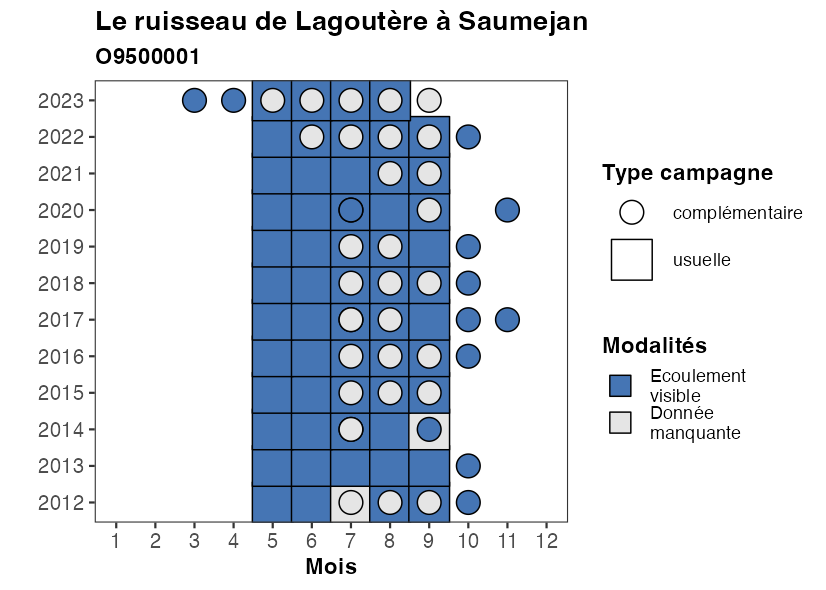 Le ruisseau de Lagoutère à Saumejan
O9500001
2023
2022
2021
2020
2019
2018
2017
2016
2015
2014
2013
2012
1 2 3 4 5 6 7 8 9 10 11 12
Mois
Type campagne
complémentaire
usuelle
Modalités
Ecoulement
visible
Donnée
manquante